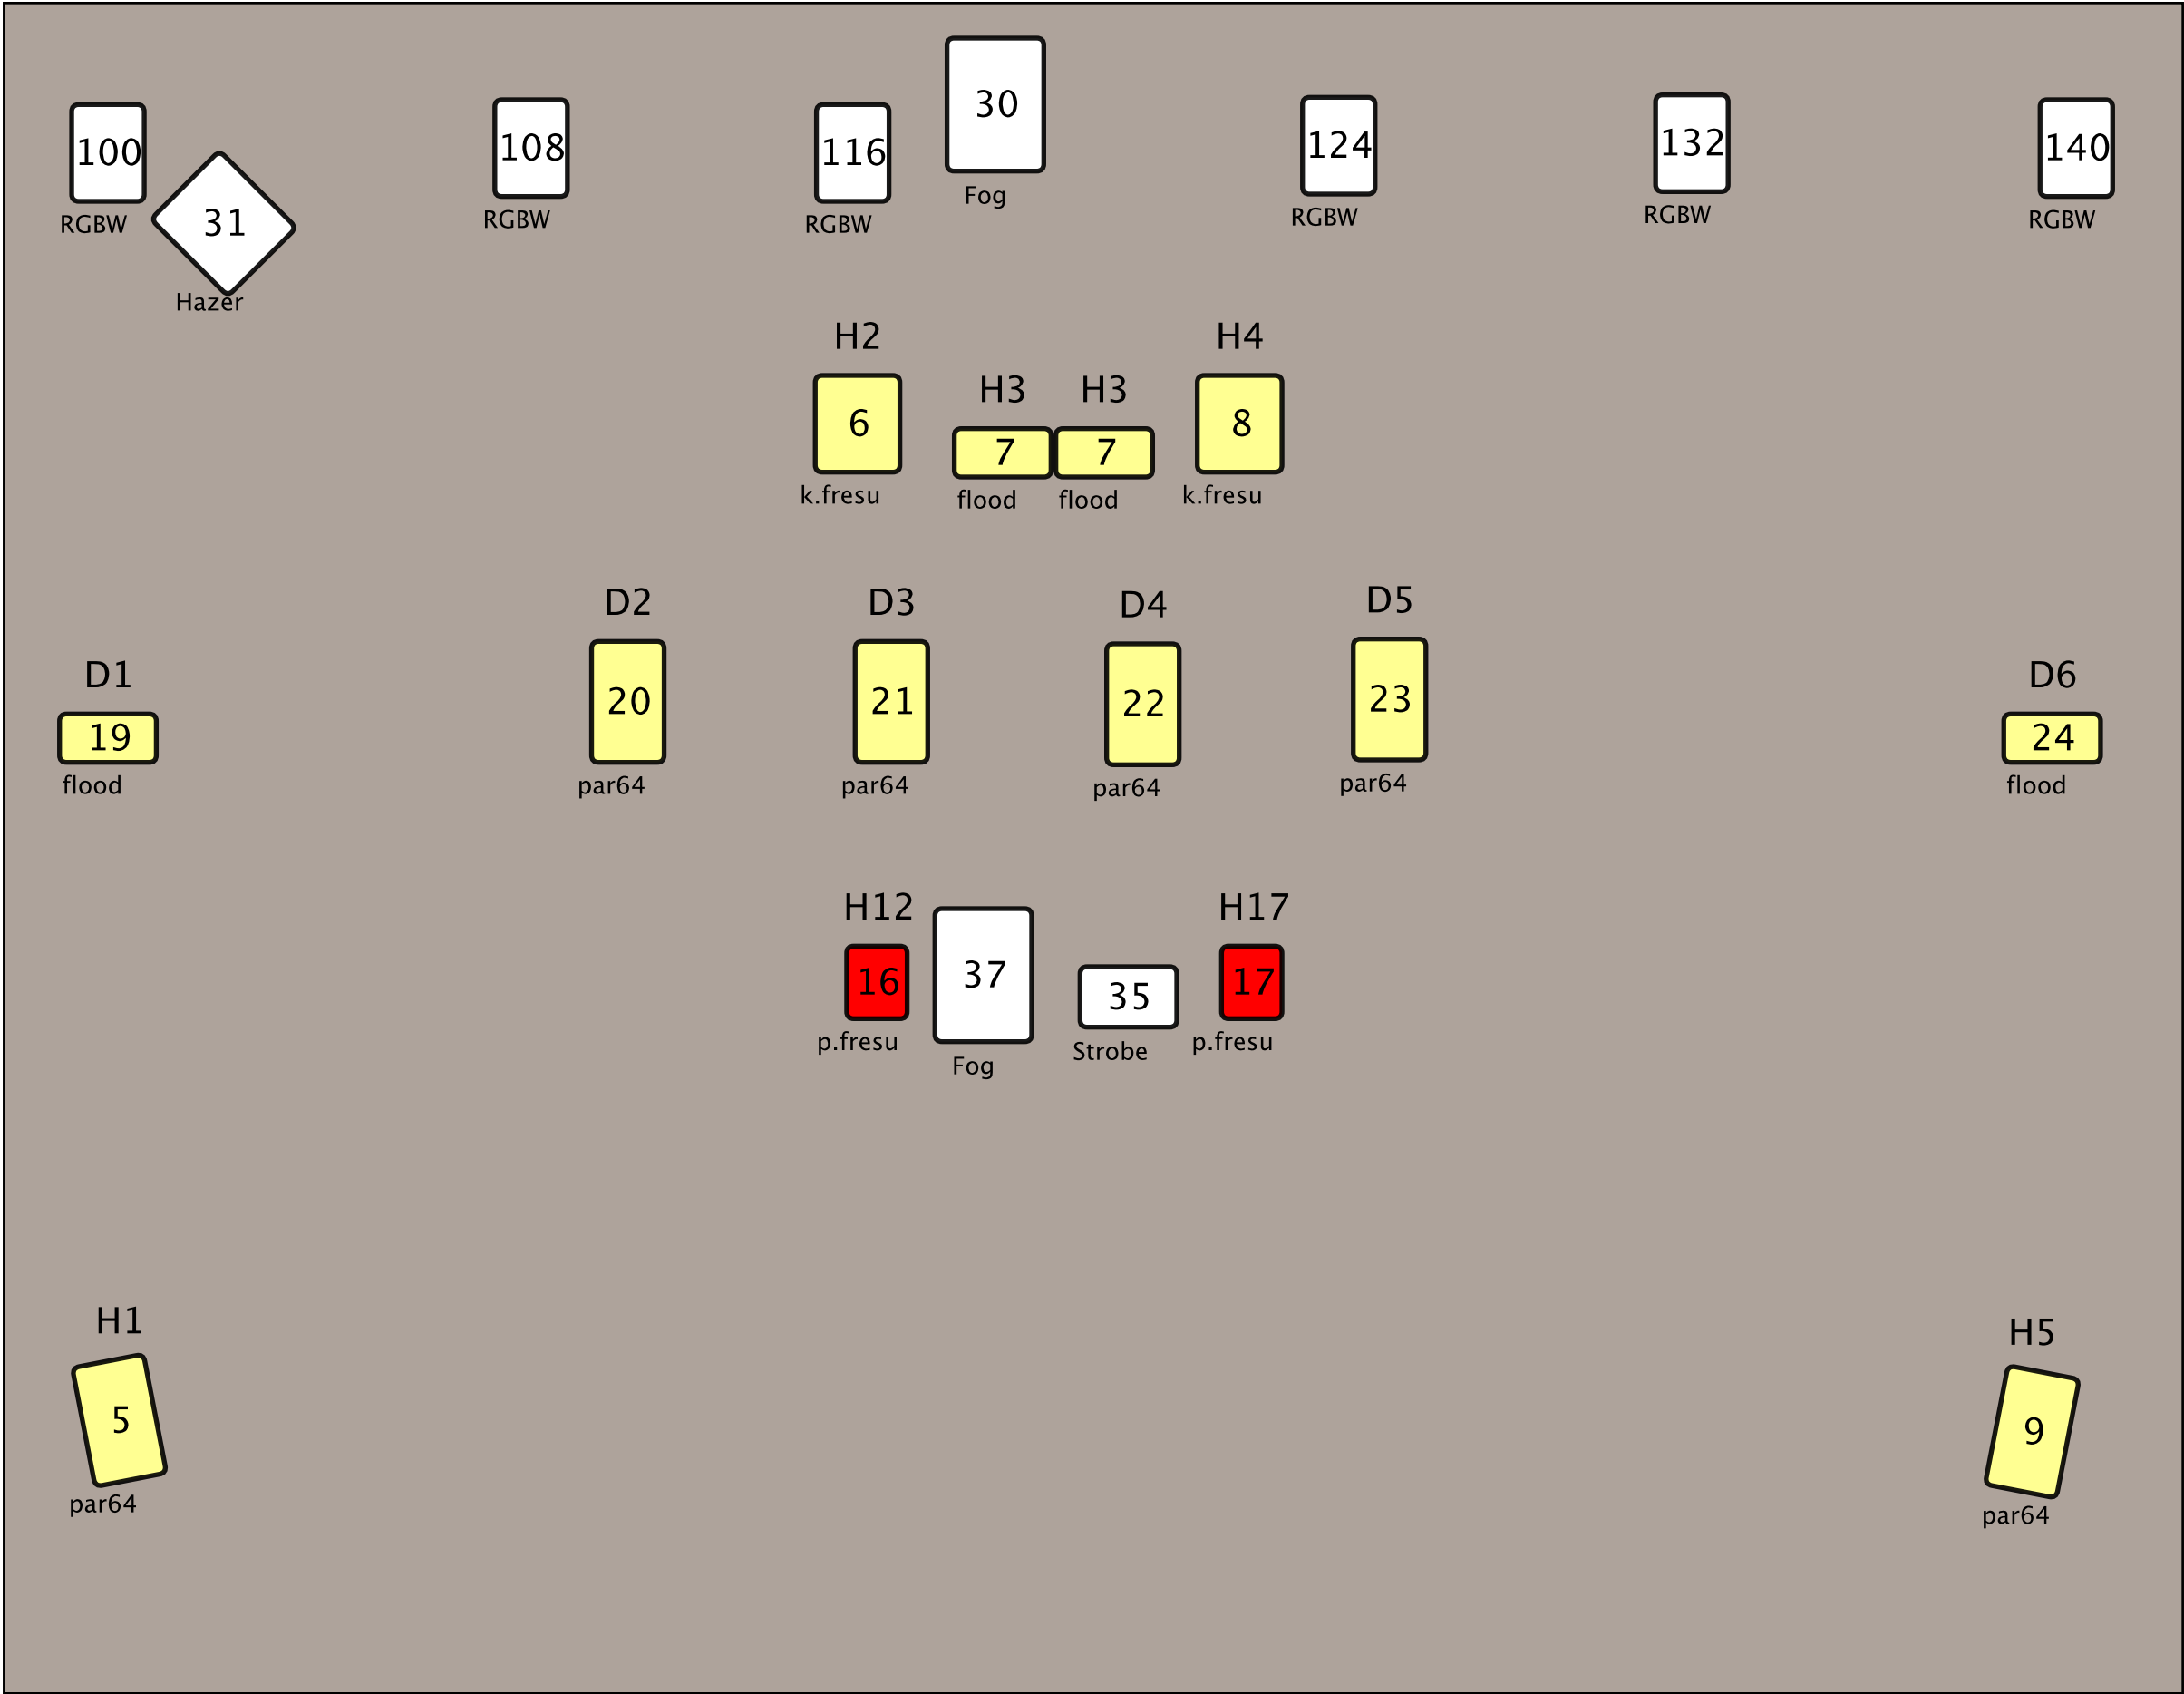 30
100
108
116
124
132
140
Fog
RGBW
RGBW
RGBW
RGBW
RGBW
RGBW
31
Hazer
H2
H3
H3
H4
6
7
7
8
k.fresu
flood
flood
k.fresu
D1
D2
D3
D4
D5
D6
19
20
21
22
23
24
flood
par64
par64
par64
par64
flood
H12
H17
16
37
35
17
p.fresu
Fog
Strobe
p.fresu
H1
H5
5
9
par64
par64